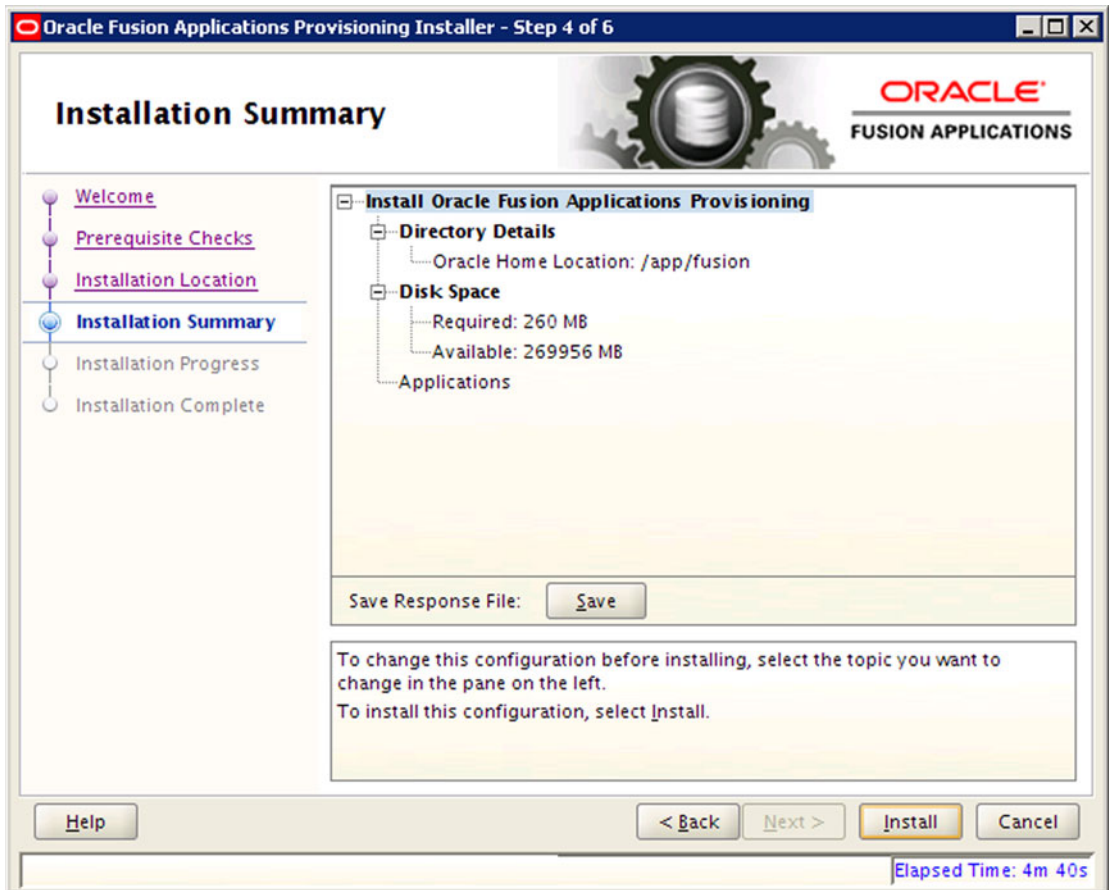 Oracle Fusion Applications Provisioning Installer - Step 4 of 6
Installation Summary
ORACLE®
FUSION APPLICATIONS
Welcome
Prerequisite Checks
Installation Location
Installation Summary
Installation Progress
Installation Complete
Install Oracle Fusion Applications Provisioning
Directory Details
Oracle Home Location: /app/fusion
Disk Space
Required: 260 MB
Available: 269956 MB
Applications
Save Response File:
Save
To change this configuration before installing, select the topic you want to
change in the pane on the left.
To install this configuration, select Install.
Help
< Back
Next >
Install
Cancel
Elapsed Time: 4m 40s